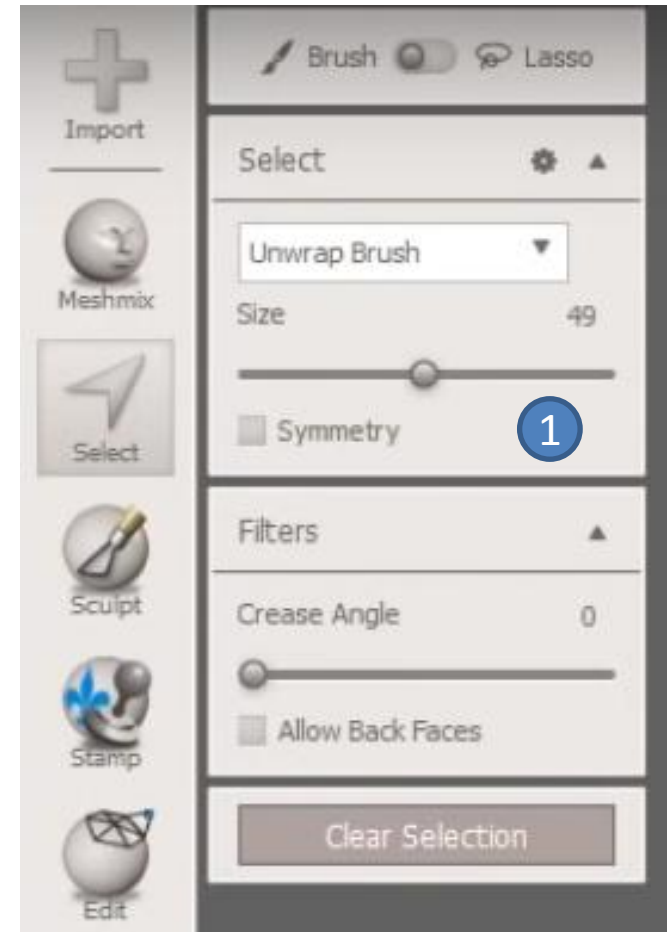 Import
Meshmix
Select
Sculpt
Stamp
Edit
Brush Lasso
Select
Unwrap Brush
Size 49
Symmetry
1
Filters
Crease Angle 0
Allow Back Faces
Clear Selection